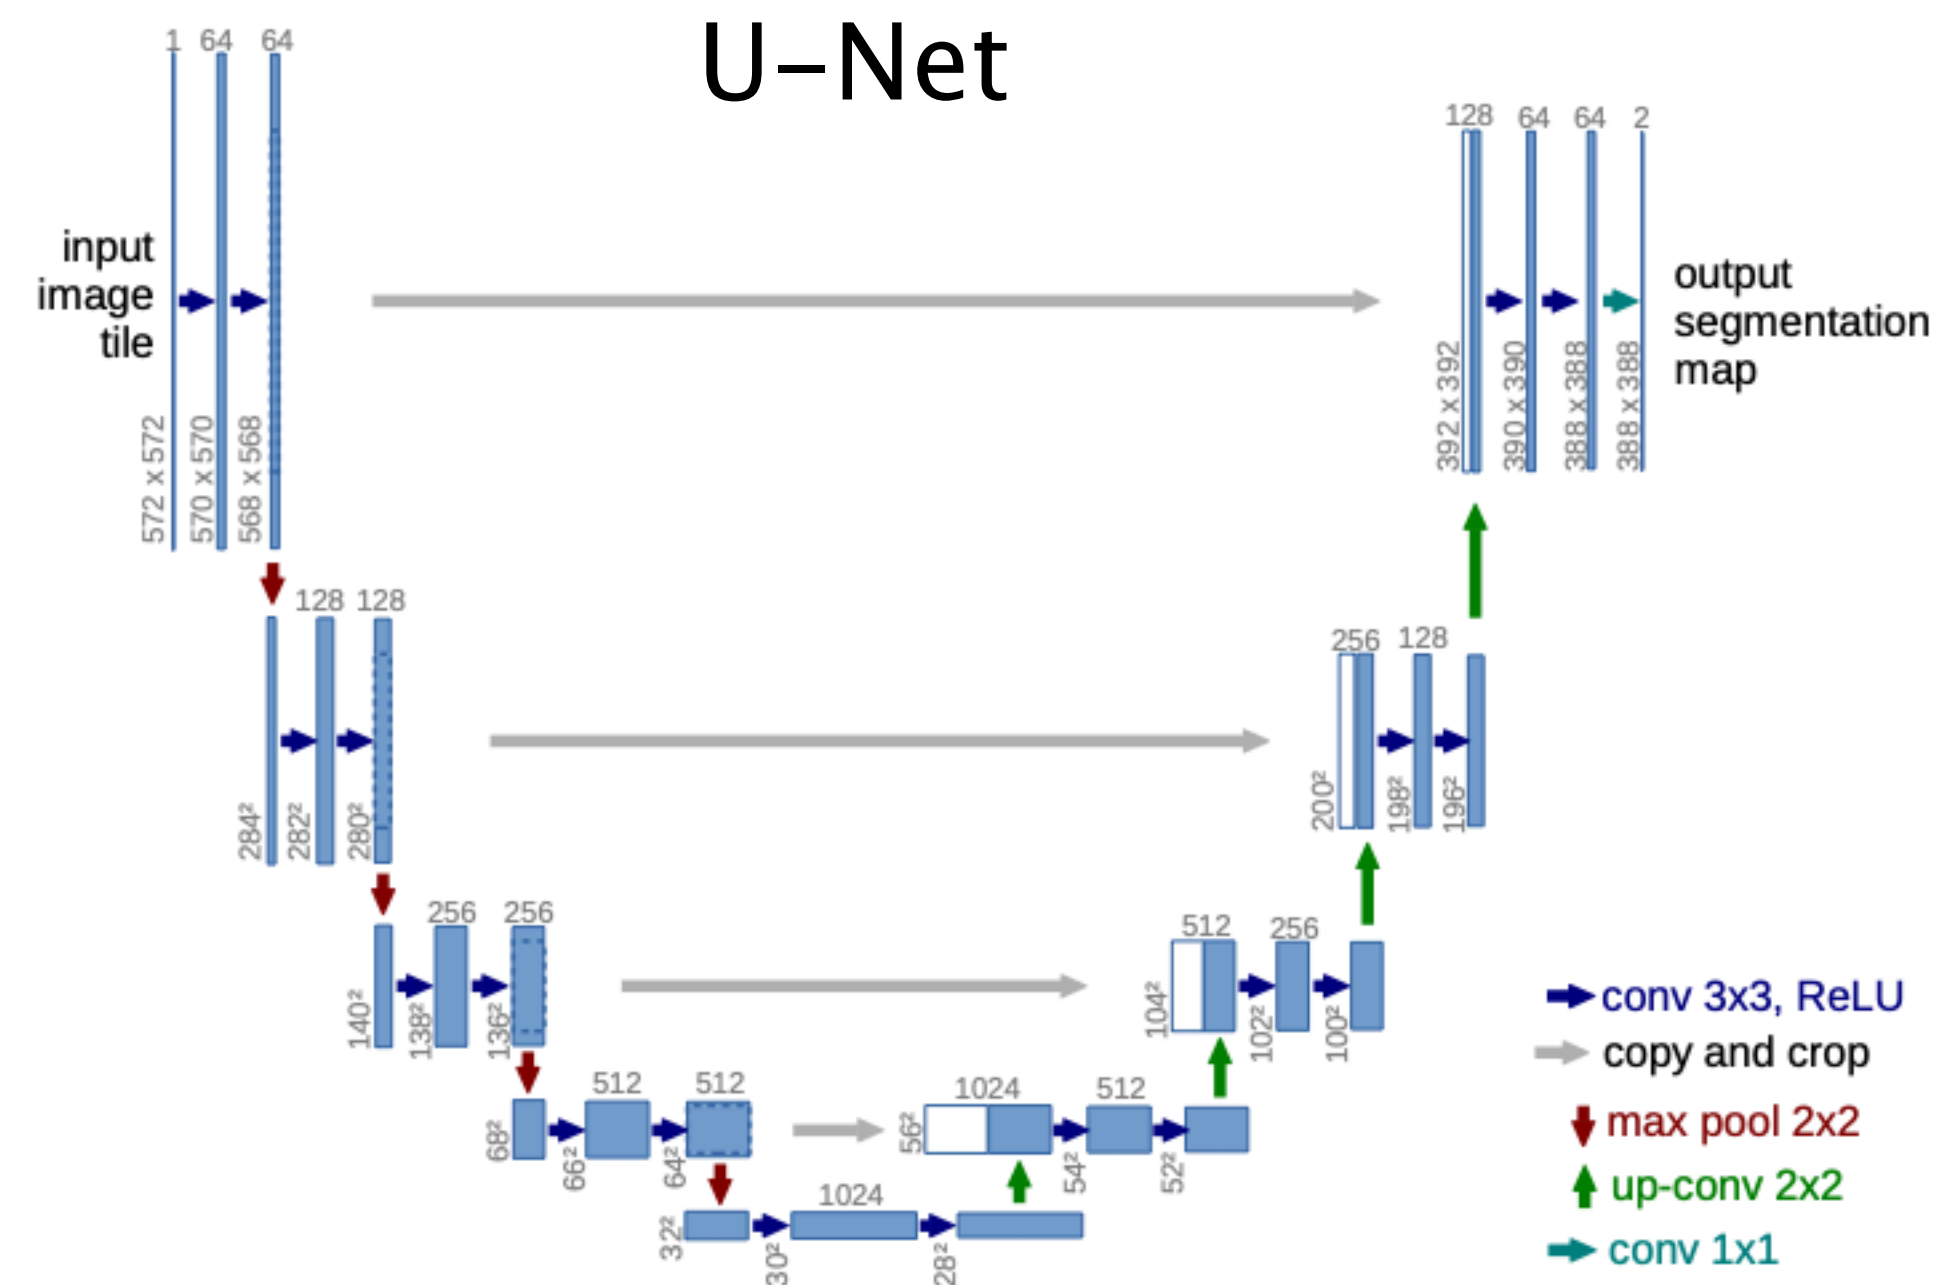 U-Net
1 64 64
128 64 64 2
input
image
tile
output
segmentation
map
572 x 572
570 x 570
568 x 568
392 x 392
390 x 390
388 x 388
388 x 388
128 128
256 128
284²
282²
280²
200²
198²
196²
256 256
512 256
140²
138²
136²
104²
102²
100²
512 512
1024 512
68²
66²
64²
56²
54²
52²
1024
32²
30²
28²
conv 3x3, ReLU
copy and crop
max pool 2x2
up-conv 2x2
conv 1x1